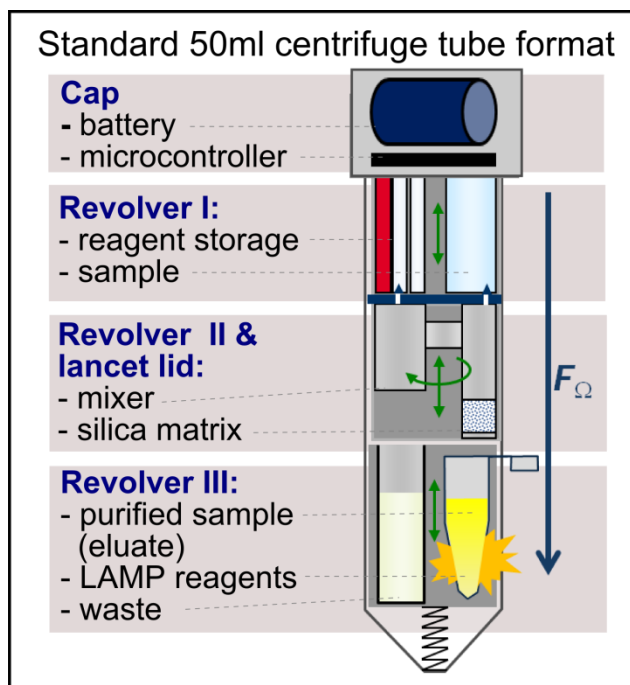 Standard 50ml centrifuge tube format
Cap
- battery
- microcontroller
Revolver I:
- reagent storage
- sample
Revolver II &
lancet lid:
- mixer
- silica matrix
FΩ
Revolver III:
- purified sample
(eluate)
- LAMP reagents
- waste